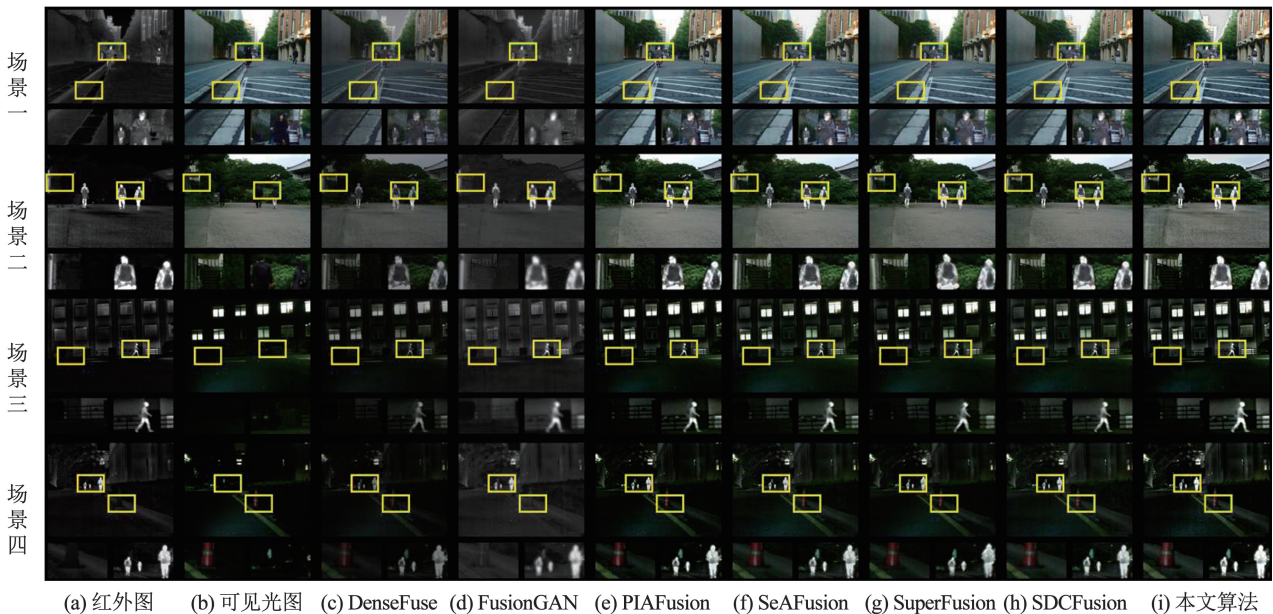 场景一
场景二
场景三
场景四
(a) 红外图 (b) 可见光图 (c) DenseFuse (d) FusionGAN (e) PIAFusion (f) SeAFusion (g) SuperFusion (h) SDCFusion (i) 本文算法